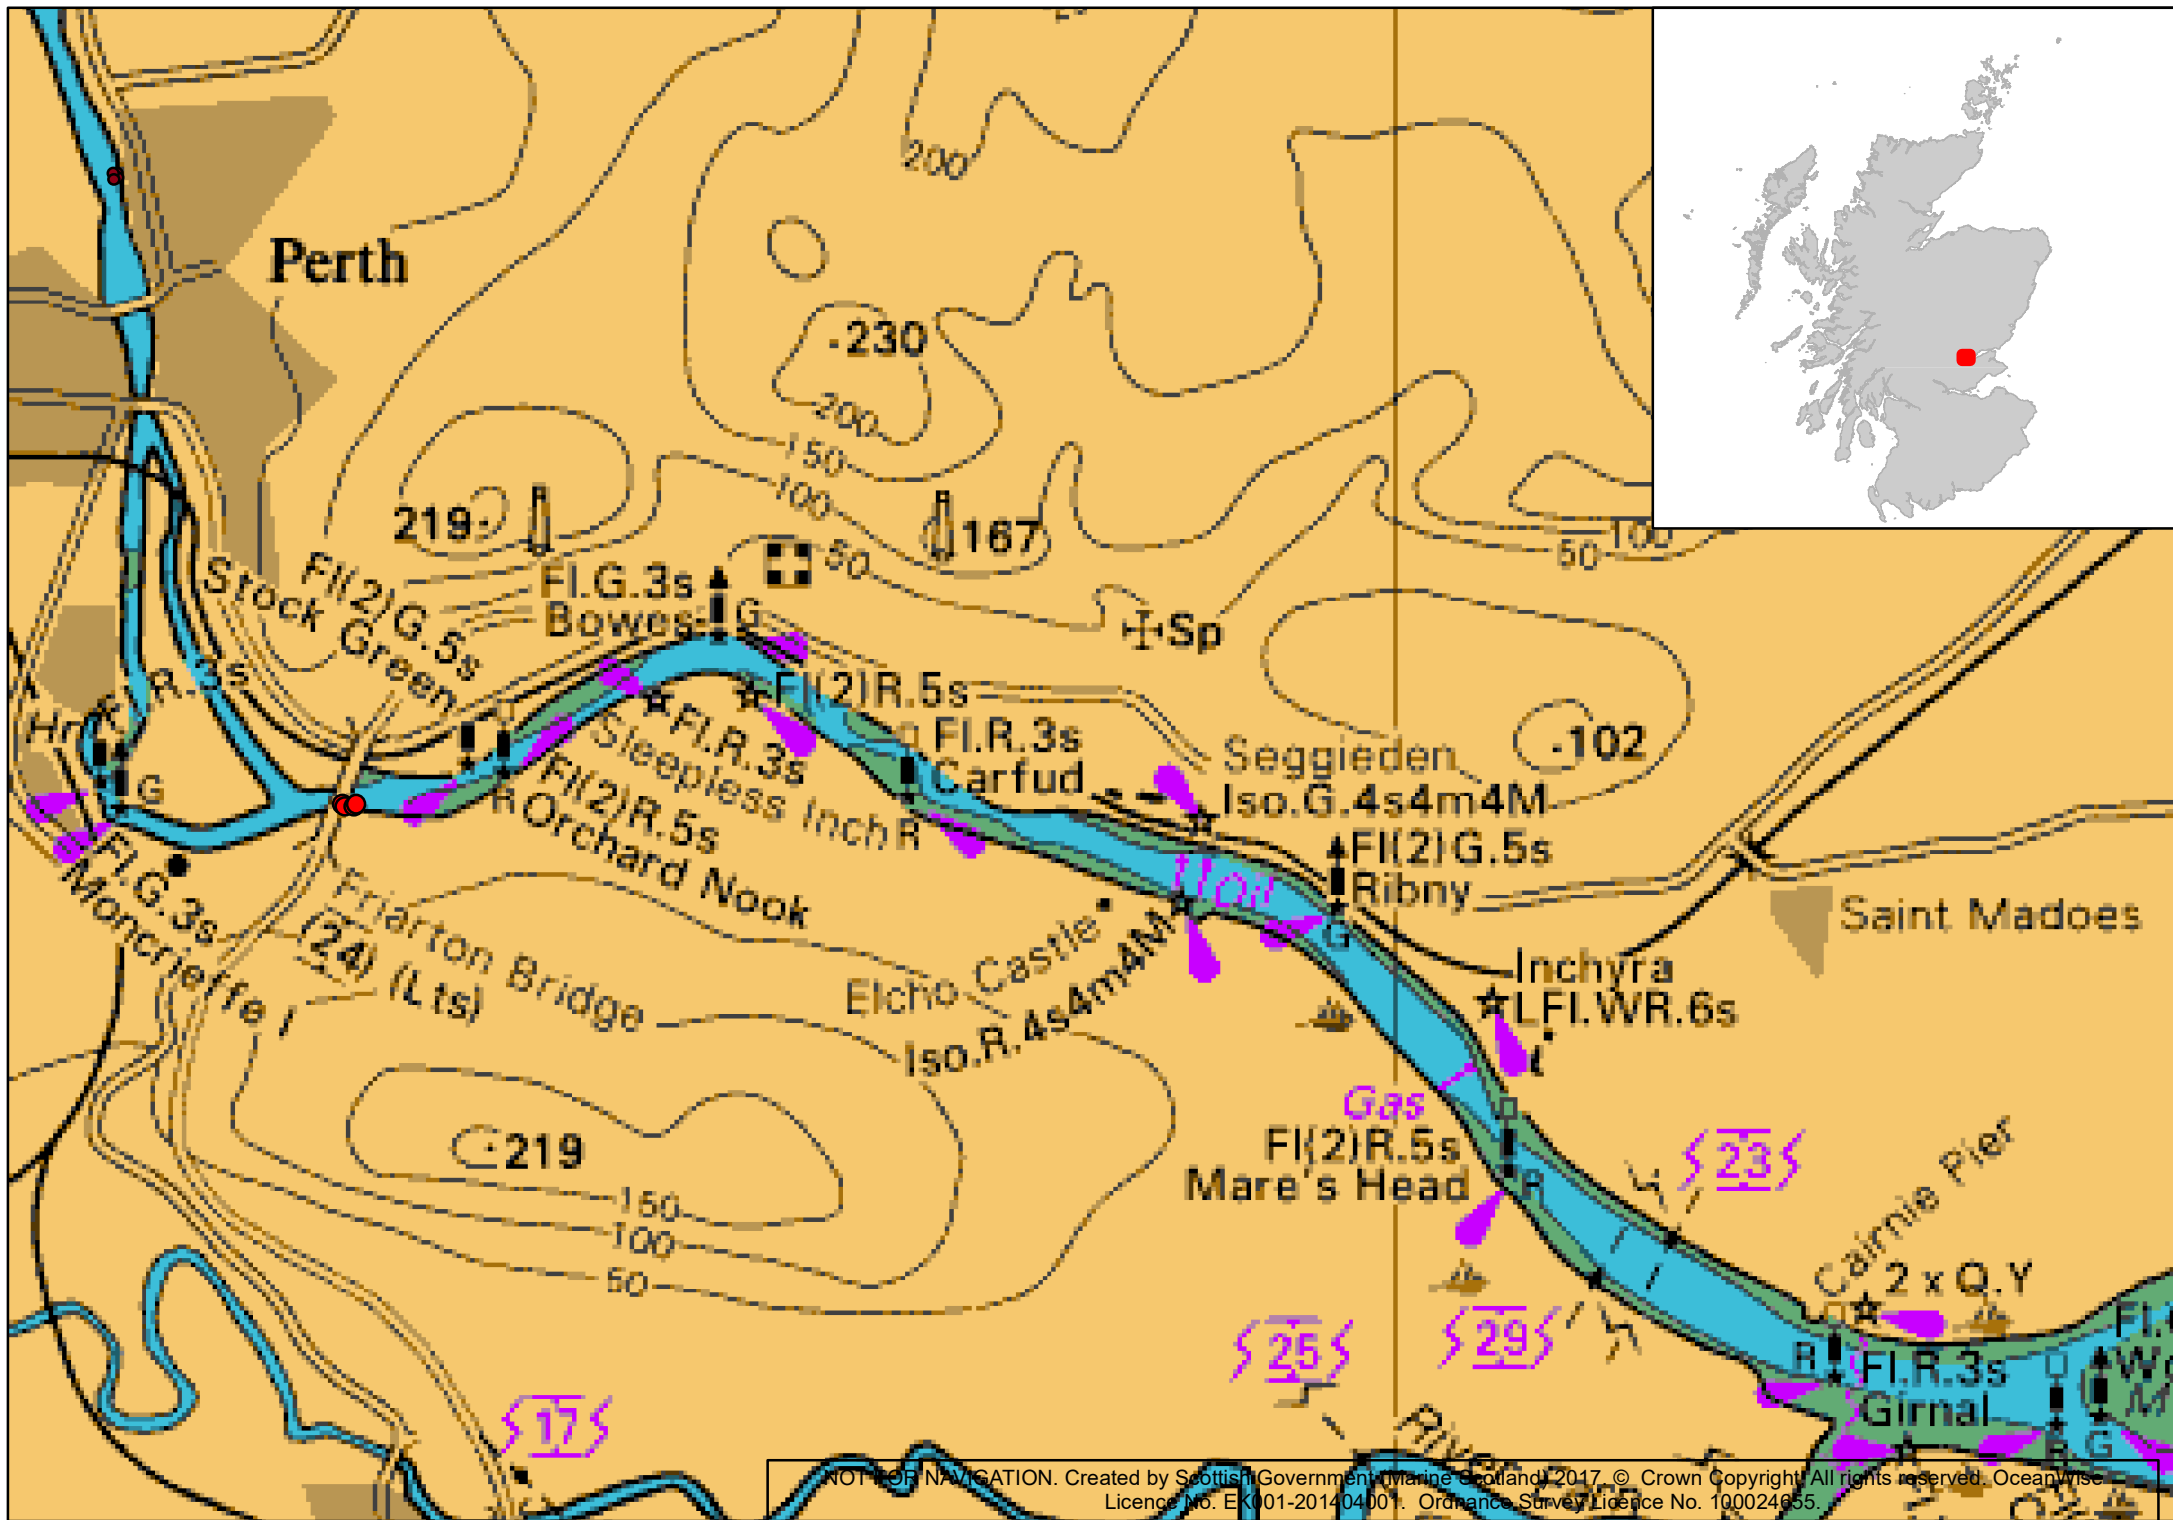 200
Perth
230
200
150
100
219
167
50
50
100
Fl(2)G.5s
Stock Green
Fl.G.3s
Bowes
G
Sp
R
Fl(2)R.5s
Fl.R.3s
Sleepless Inch
Fl.R.3s
Carfud
Seggieden
Iso.G.4s4m4M
102
Hr
G
R
Fl(2)R.5s
Orchard Nook
R
Fl(2)G.5s
Ribny
Oil
G
Fl.G.3s
Moncrieffe I
Friarton Bridge
(24) (Lts)
Elcho Castle
Iso.R.4s4m4M
Saint Madoes
Inchyra
LFl.WR.6s
Gas
Fl(2)R.5s
Mare's Head
R
219
150
100
50
23
Cairnie Pier
2 x Q.Y
25
29
R
Fl.R.3s
Girnal
G
17
River
NOT FOR NAVIGATION. Created by Scottish Government (Marine Scotland) 2017. © Crown Copyright. All rights reserved. OceanWise
Licence No. EK001-201404001. Ordnance Survey Licence No. 100024655.